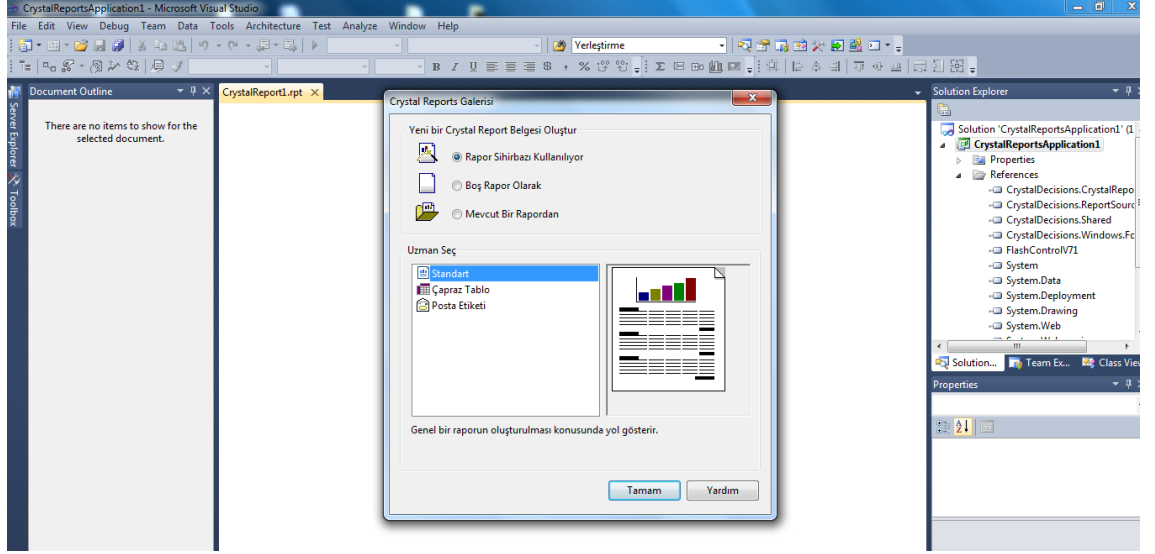 CrystalReportsApplication1 - Microsoft Visual Studio
File Edit View Debug Team Data Tools Architecture Test Analyze Window Help
Yerleştirme
Document Outline
There are no items to show for the
selected document.
Server Explorer
Toolbox
CrystalReport1.rpt
Crystal Reports Galerisi
Yeni bir Crystal Report Belgesi Oluştur
Rapor Sihirbazı Kullanılıyor
Boş Rapor Olarak
Mevcut Bir Rapordan
Uzman Seç
Standart
Çapraz Tablo
Posta Etiketi
Genel bir raporun oluşturulması konusunda yol gösterir.
Tamam Yardım
Solution Explorer
Solution 'CrystalReportsApplication1' (1
CrystalReportsApplication1
Properties
References
CrystalDecisions.CrystalRepo
CrystalDecisions.ReportSourc
CrystalDecisions.Shared
CrystalDecisions.Windows.Fc
FlashControlV71
System
System.Data
System.Deployment
System.Drawing
System.Web
Solution... Team Ex... Class Viev
Properties